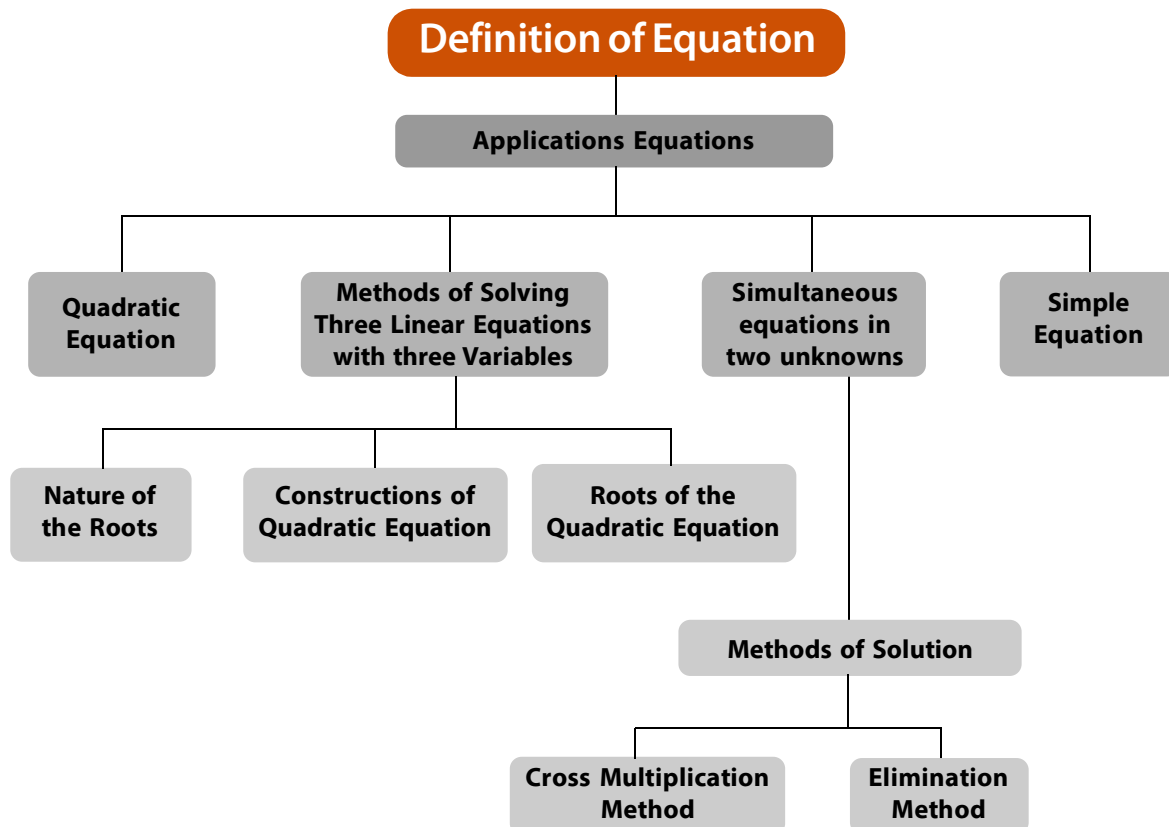 Definition of Equation
Applications Equations
Quadratic
Equation
Methods of Solving
Three Linear Equations
with three Variables
Simultaneous
equations in
two unknowns
Simple
Equation
Nature of
the Roots
Constructions of
Quadratic Equation
Roots of the
Quadratic Equation
Methods of Solution
Cross Multiplication
Method
Elimination
Method